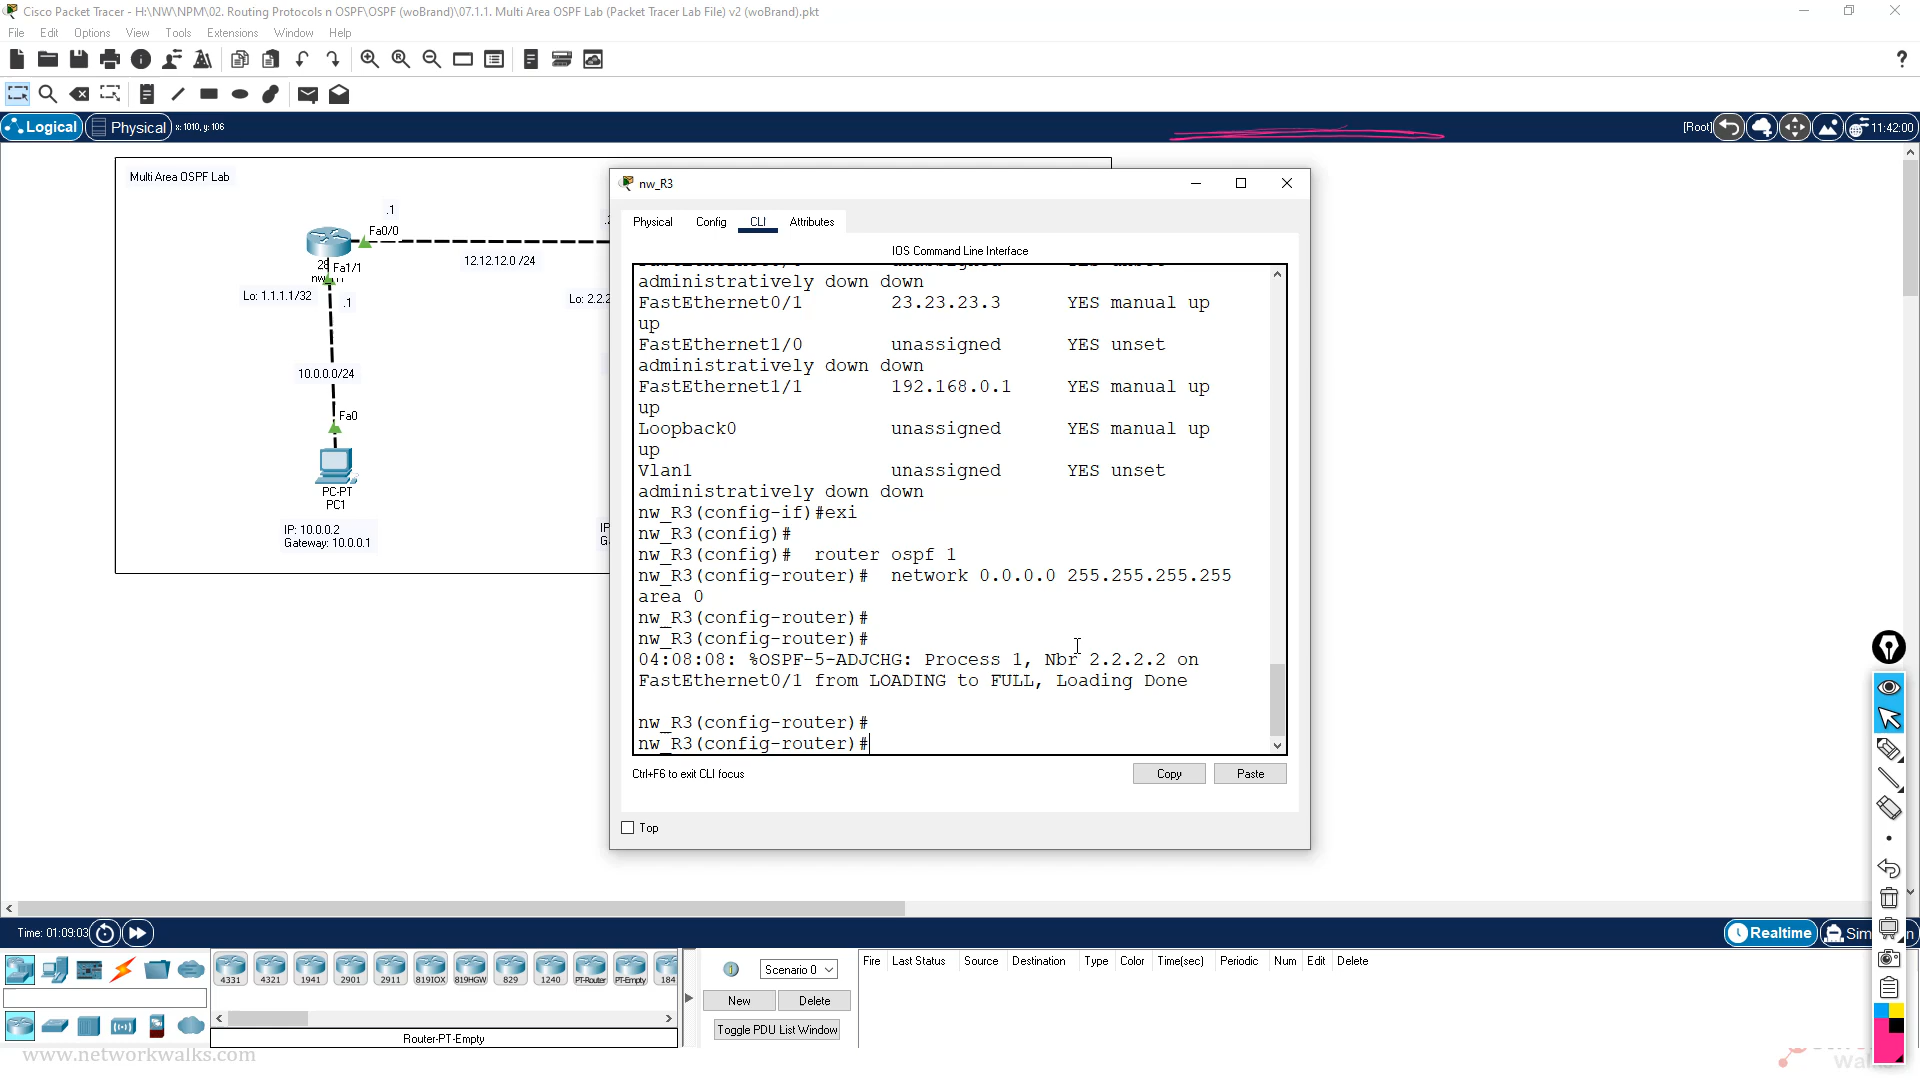 Cisco Packet Tracer - H:\NW\NPM\02. Routing Protocols n OSPF\OSPF (woBrand)\07.1.1. Multi Area OSPF Lab (Packet Tracer Lab File) v2 (woBrand).pkt
File Edit Options View Tools Extensions Window Help
Logical Physical x: 1010, y: 106 [Root] 11:42:00
Multi Area OSPF Lab
.1
Fa0/0
12.12.12.0 /24
28
Fa1/1
Lo: 1.1.1.1/32
.1
Lo: 2.2.2
10.0.0.0/24
Fa0
PC-PT
PC1
IP: 10.0.0.2
Gateway: 10.0.0.1
IP
Ga
nw_R3
Physical Config CLI Attributes
IOS Command Line Interface
administratively down down
FastEthernet0/1 23.23.23.3 YES manual up
up
FastEthernet1/0 unassigned YES unset
administratively down down
FastEthernet1/1 192.168.0.1 YES manual up
up
Loopback0 unassigned YES manual up
up
Vlan1 unassigned YES unset
administratively down down
nw_R3(config-if)#exi
nw_R3(config)#
nw_R3(config)# router ospf 1
nw_R3(config-router)# network 0.0.0.0 255.255.255.255
area 0
nw_R3(config-router)#
nw_R3(config-router)#
04:08:08: %OSPF-5-ADJCHG: Process 1, Nbr 2.2.2.2 on
FastEthernet0/1 from LOADING to FULL, Loading Done
nw_R3(config-router)#
nw_R3(config-router)#
Ctrl+F6 to exit CLI focus Copy Paste
Top
Time: 01:09:03 Realtime
4331 4321 1941 2901 2911 819IOX 819HGW 829 1240 PT-Router PT-Empty 184
Scenario 0
New Delete
Toggle PDU List Window
Fire Last Status Source Destination Type Color Time(sec) Periodic Num Edit Delete
Router-PT-Empty
www.networkwalks.com